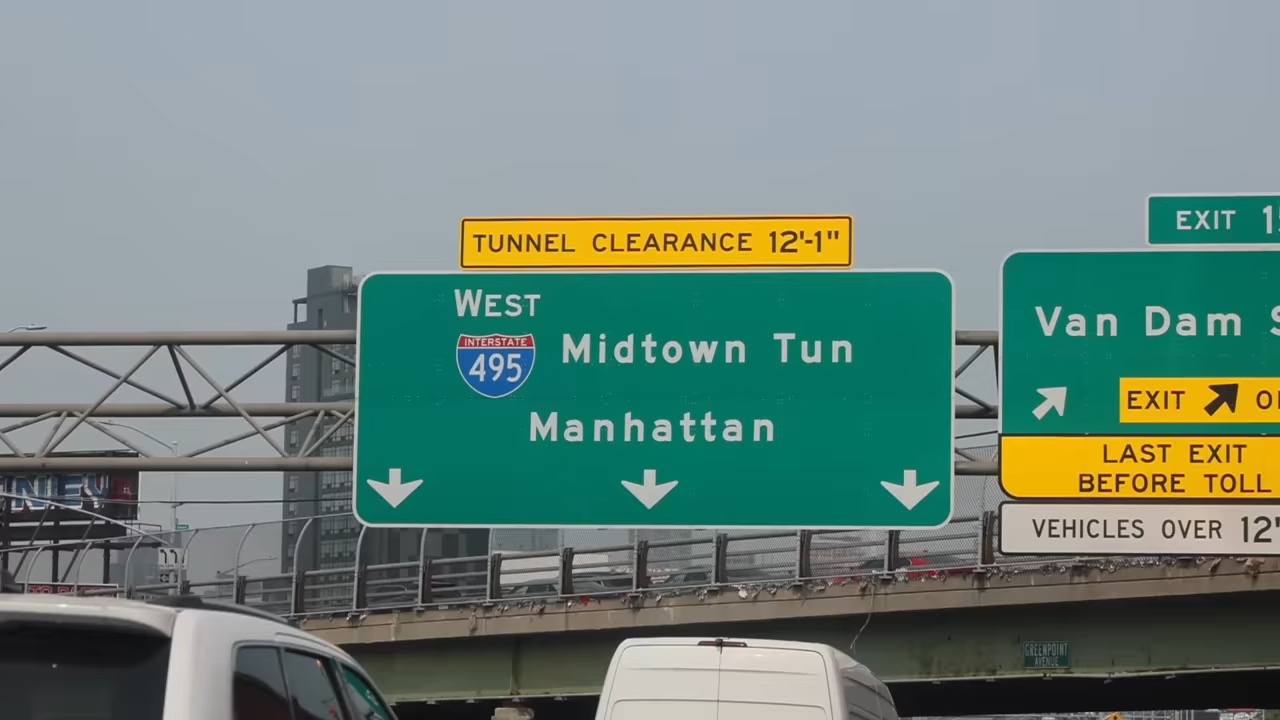 TUNNEL CLEARANCE 12'-1"
WEST
INTERSTATE
495
Midtown Tun
Manhattan
EXIT
Van Dam
EXIT
LAST EXIT
BEFORE TOLL
VEHICLES OVER 12'
GREENPOINT
AVENUE